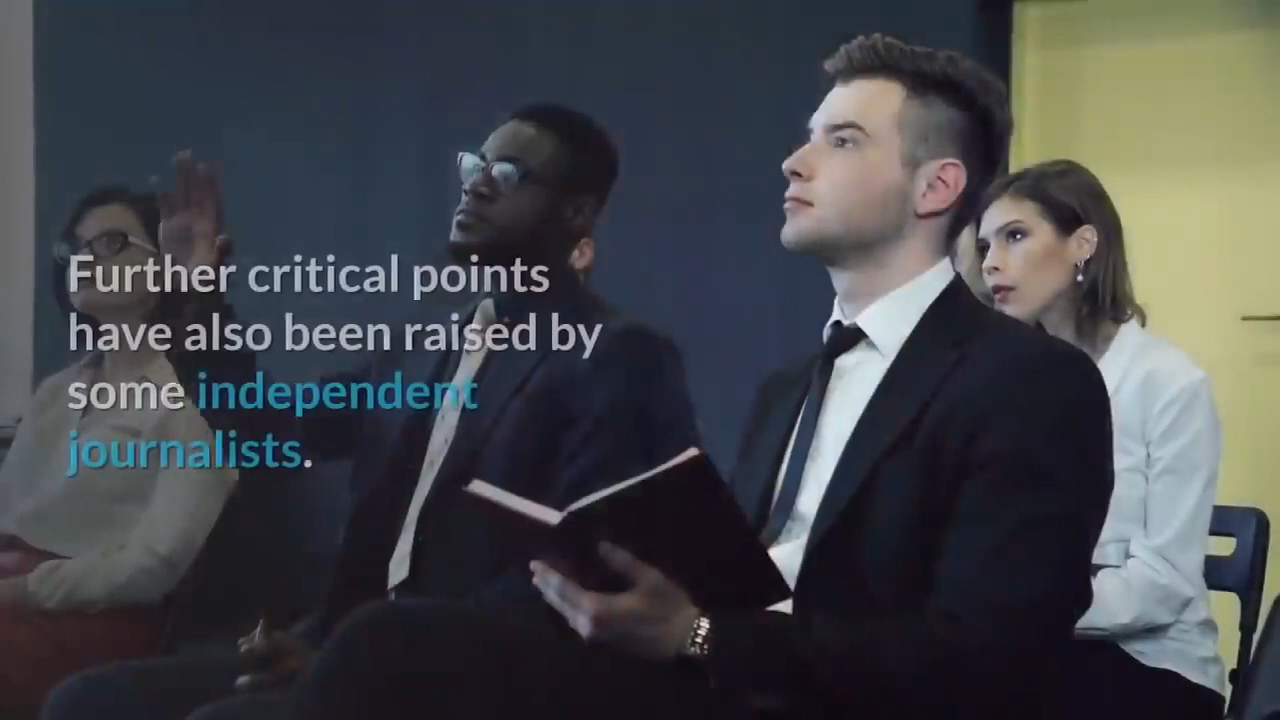 Further critical points
have also been raised by
some independent
journalists.